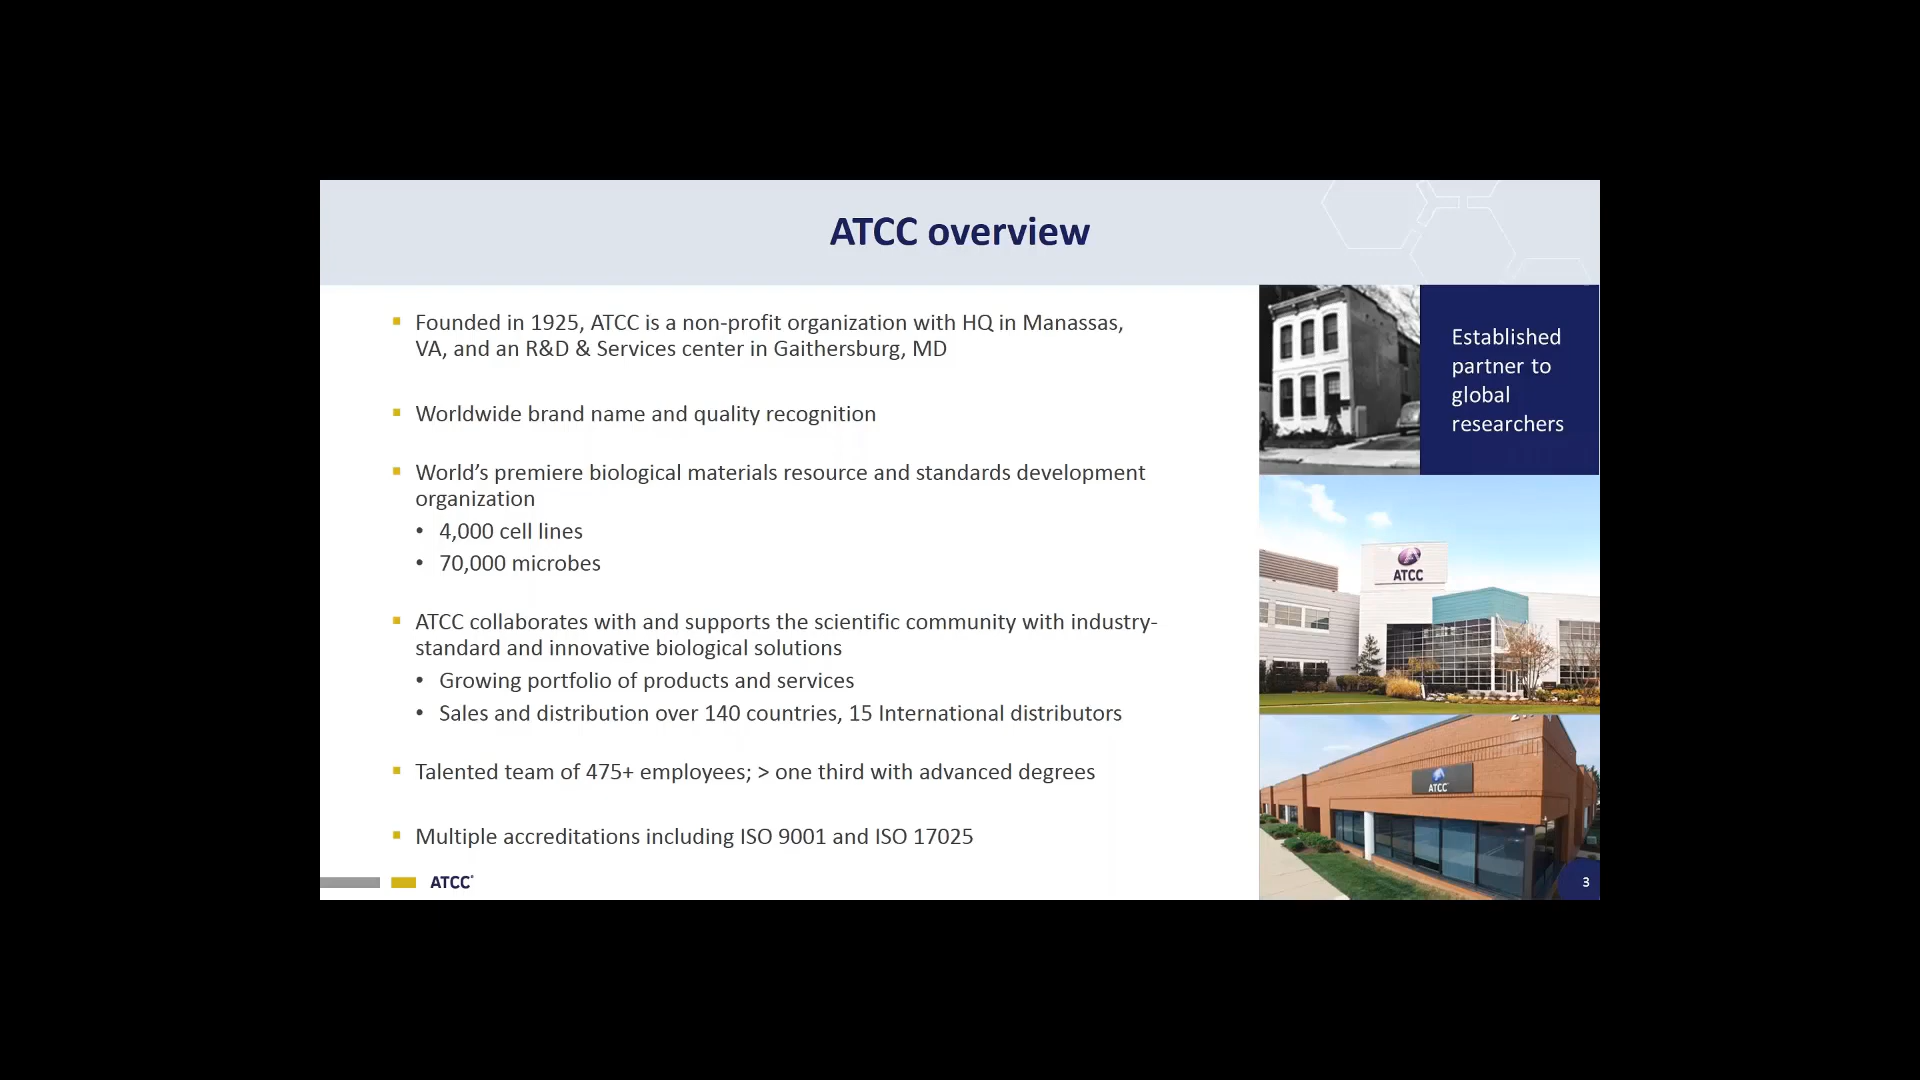 ATCC overview
▪ Founded in 1925, ATCC is a non-profit organization with HQ in Manassas,
VA, and an R&D & Services center in Gaithersburg, MD
▪ Worldwide brand name and quality recognition
▪ World’s premiere biological materials resource and standards development
organization
• 4,000 cell lines
• 70,000 microbes
▪ ATCC collaborates with and supports the scientific community with industry-
standard and innovative biological solutions
• Growing portfolio of products and services
• Sales and distribution over 140 countries, 15 International distributors
▪ Talented team of 475+ employees; > one third with advanced degrees
▪ Multiple accreditations including ISO 9001 and ISO 17025
Established
partner to
global
researchers
ATCC
ATCC
ATCC®
3